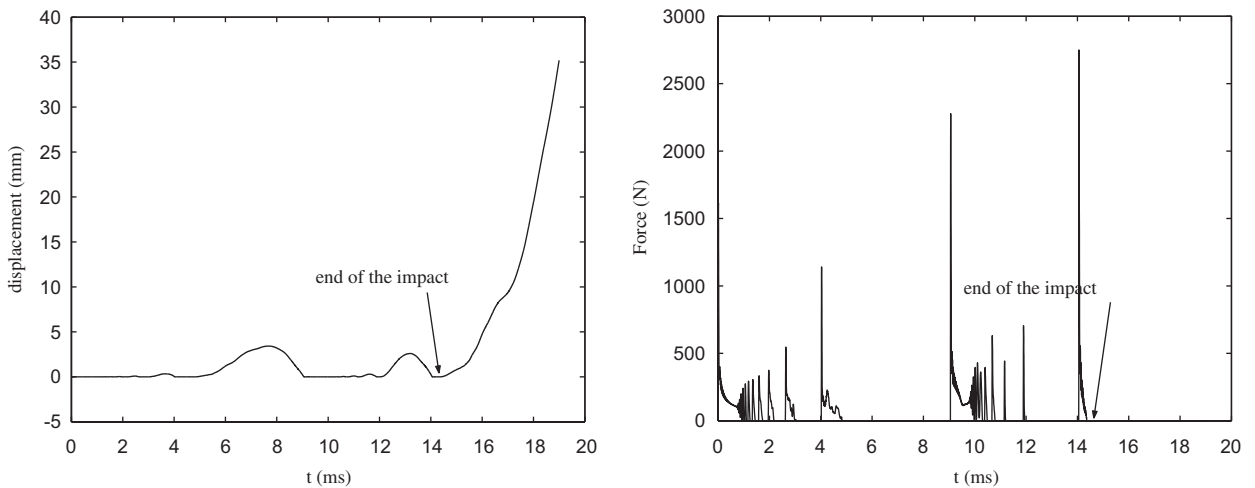 40
35
30
25
20
15
10
5
0
-5
displacement (mm)
end of the impact
0 2 4 6 8 10 12 14 16 18 20
t (ms)
3000
2500
2000
1500
1000
500
0
Force (N)
end of the impact
0 2 4 6 8 10 12 14 16 18 20
t (ms)